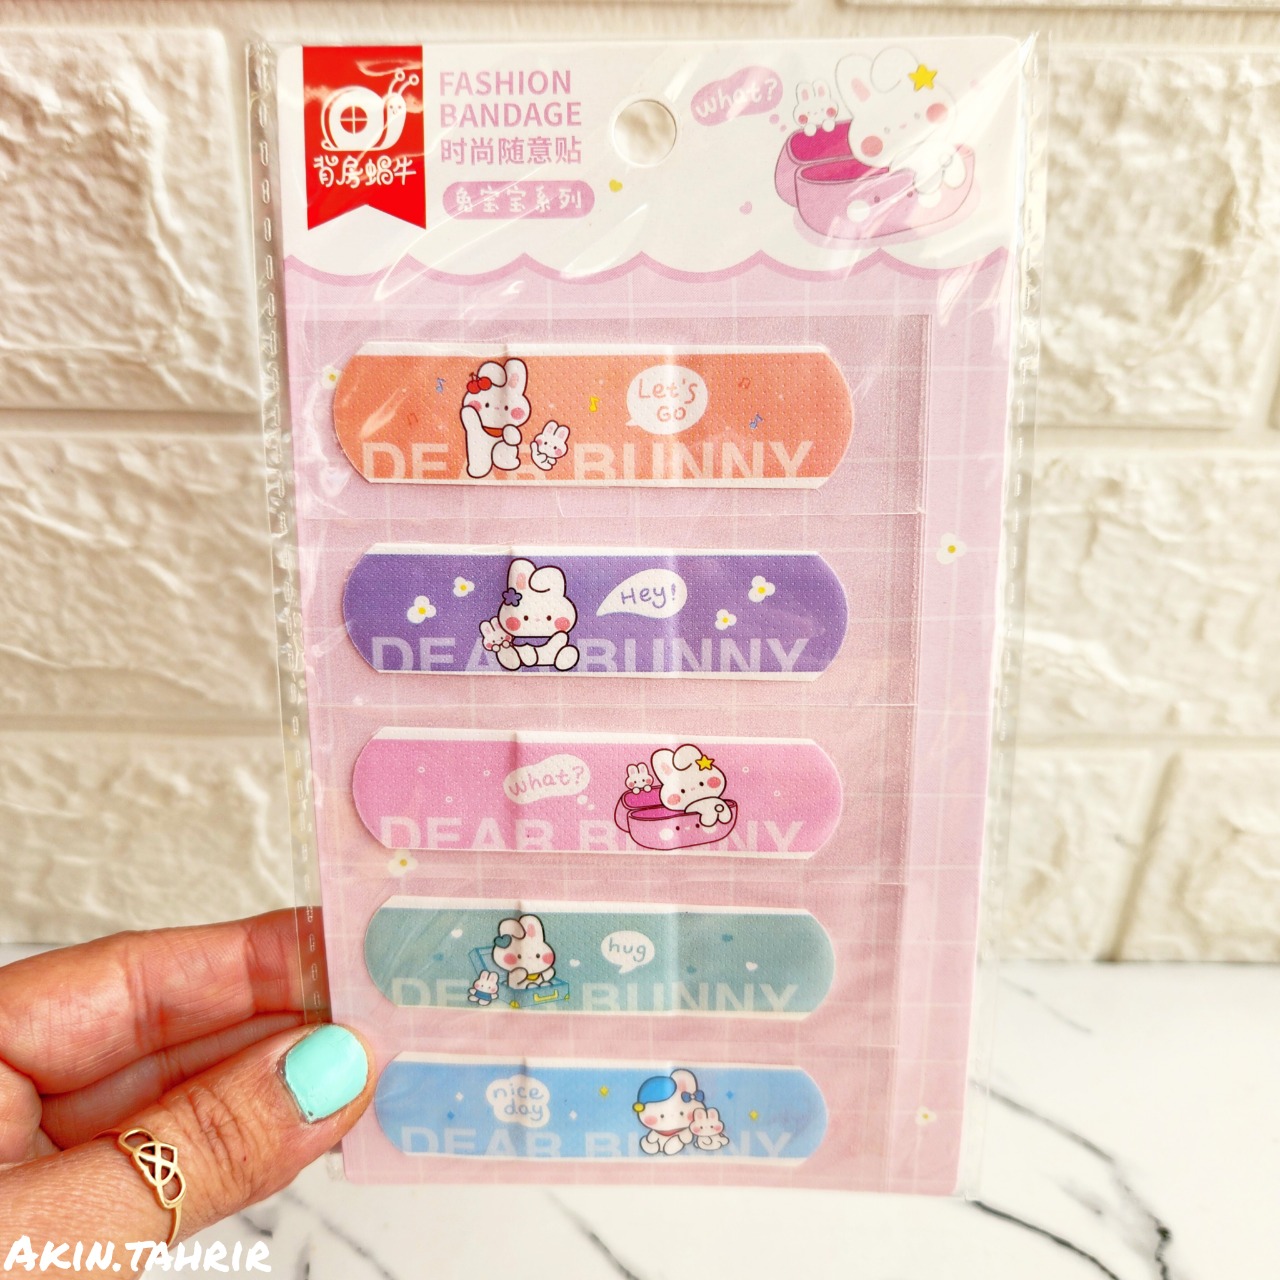 背房蝸牛
FASHION
BANDAGE
时尚随意贴
兔宝宝系列
what?
Let's
GO
DEAR BUNNY
Hey!
DEAR BUNNY
what?
DEAR BUNNY
hug
DEAR BUNNY
nice
day
DEAR BUNNY
AKIN.TAHRIR